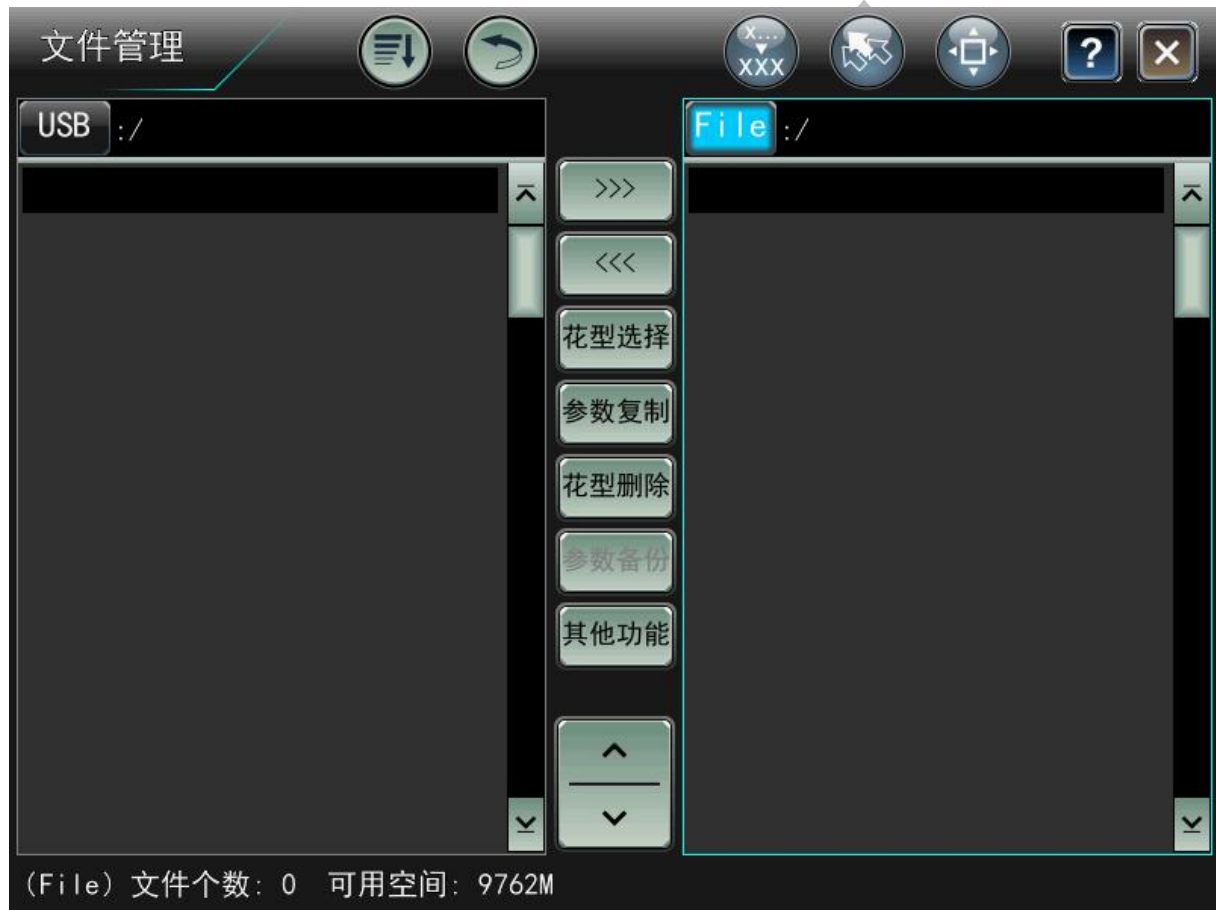 文件管理
X...
XXX
?
USB :/
File :/
>>>
<<<
花型选择
参数复制
花型删除
参数备份
其他功能
(File) 文件个数: 0 可用空间: 9762M